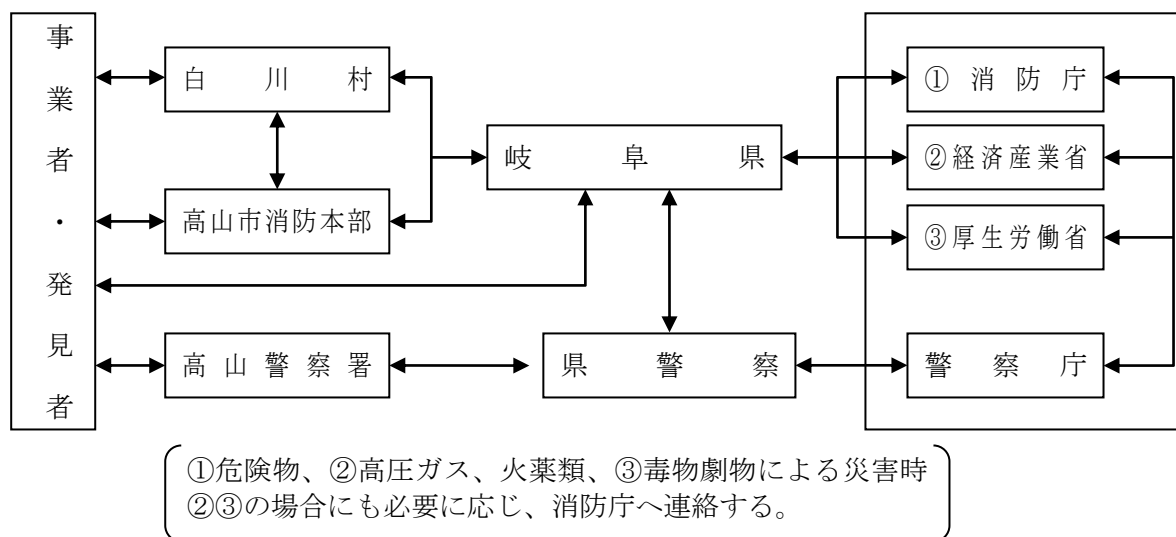 事業者・発見者
白川村
高山市消防本部
高山警察署
岐阜県
県警察
①消防庁
②経済産業省
③厚生労働省
警察庁
①危険物、②高圧ガス、火薬類、③毒物劇物による災害時
②③の場合にも必要に応じ、消防庁へ連絡する。